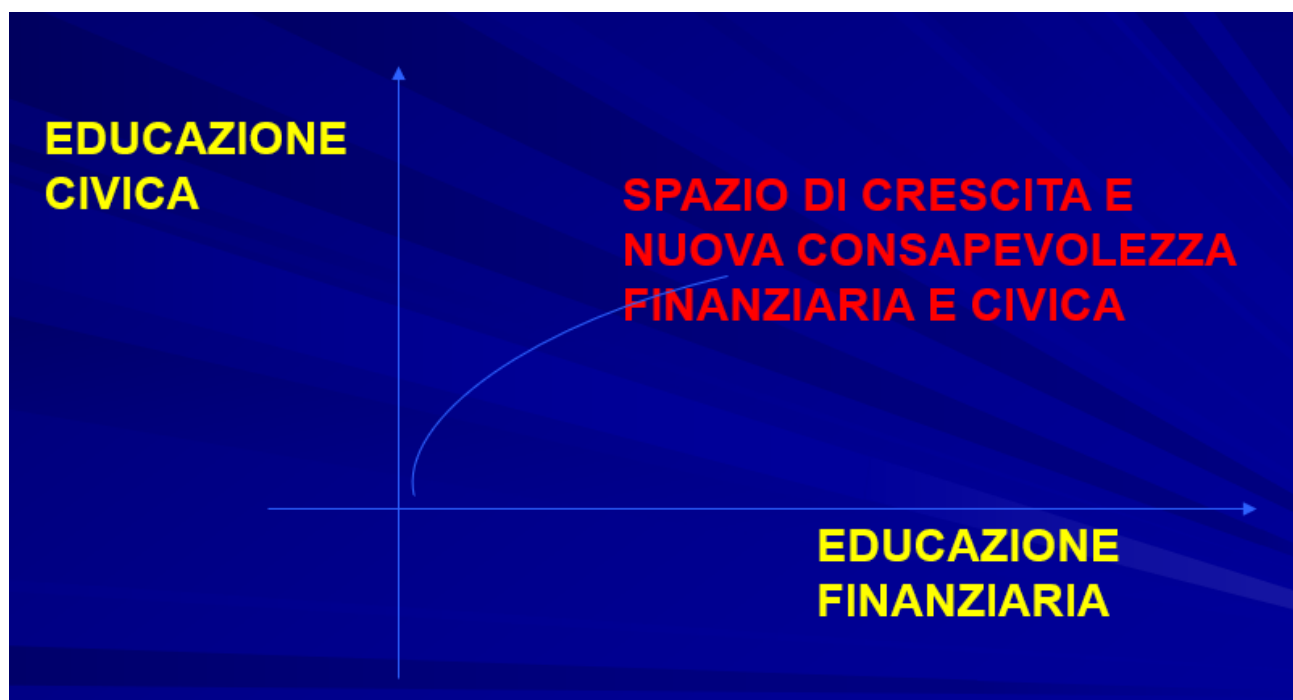 EDUCAZIONE
CIVICA
SPAZIO DI CRESCITA E
NUOVA CONSAPEVOLEZZA
FINANZIARIA E CIVICA
EDUCAZIONE
FINANZIARIA